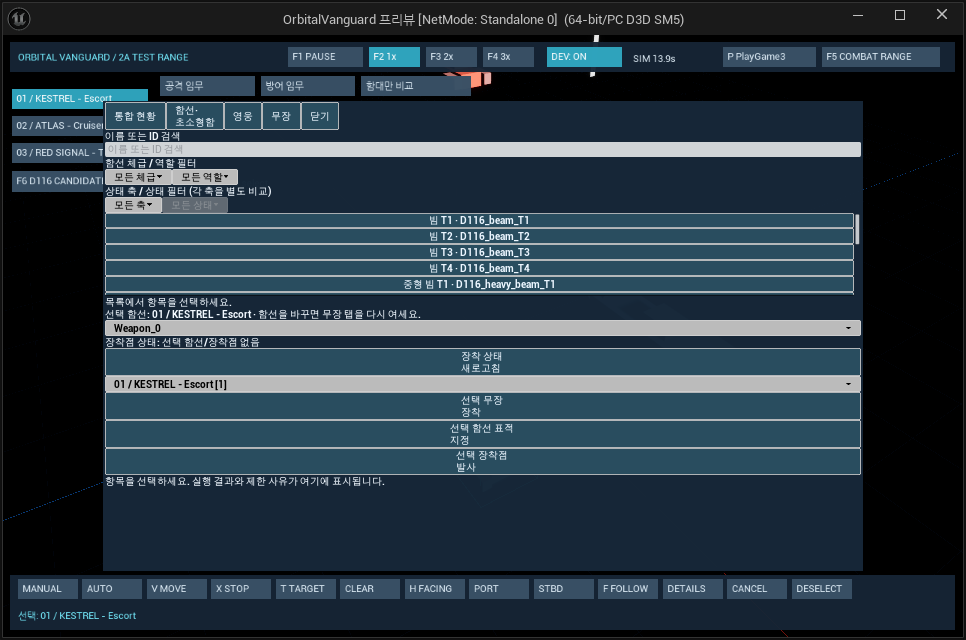 OrbitalVanguard 프리뷰 [NetMode: Standalone 0] (64-bit/PC D3D SM5)
ORBITAL VANGUARD / 2A TEST RANGE
F1 PAUSE
F2 1x
F3 2x
F4 3x
DEV: ON
SIM 13.9s
P PlayGame3
F5 COMBAT RANGE
공격 임무
방어 임무
함대만 비교
01 / KESTREL - Escort
02 / ATLAS - Cruiser
03 / RED SIGNAL - T
F6 D116 CANDIDAT
통합 현황
함선·
초소형함
영웅
무장
닫기
이름 또는 ID 검색
이름 또는 ID 검색
함선 체급 / 역할 필터
모든 체급
모든 역할
상태 축 / 상태 필터 (각 축을 별도 비교)
모든 축
모든 상태
빔 T1 · D116_beam_T1
빔 T2 · D116_beam_T2
빔 T3 · D116_beam_T3
빔 T4 · D116_beam_T4
중형 빔 T1 · D116_heavy_beam_T1
목록에서 항목을 선택하세요.
선택 함선: 01 / KESTREL - Escort · 함선을 바꾸면 무장 탭을 다시 여세요.
Weapon_0
장착점 상태: 선택 함선/장착점 없음
장착 상태
새로고침
01 / KESTREL - Escort [1]
선택 무장
장착
선택 함선 표적
지정
선택 장착점
발사
항목을 선택하세요. 실행 결과와 제한 사유가 여기에 표시됩니다.
MANUAL
AUTO
V MOVE
X STOP
T TARGET
CLEAR
H FACING
PORT
STBD
F FOLLOW
DETAILS
CANCEL
DESELECT
선택: 01 / KESTREL - Escort